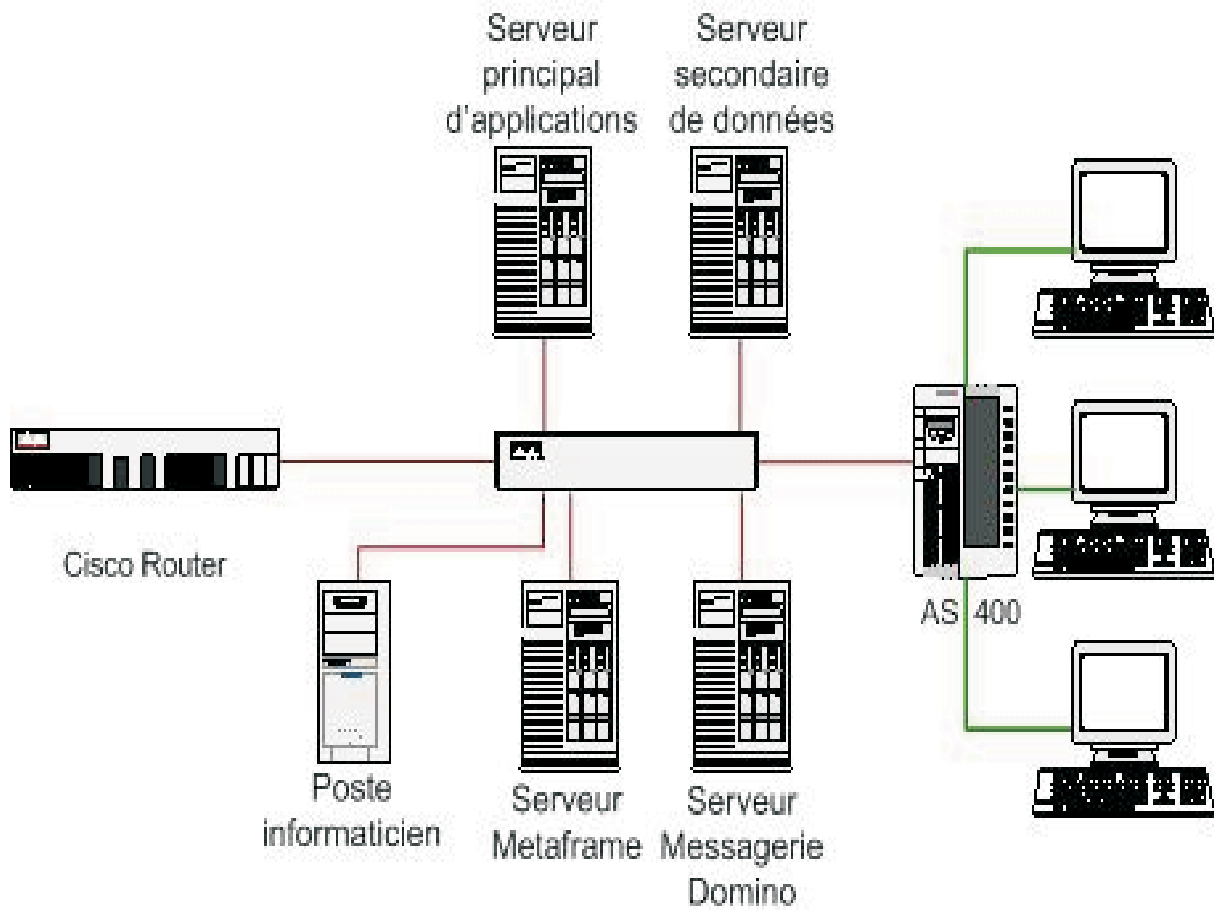 Serveur
principal
d'applications
Serveur
secondaire
de données
Cisco Router
AS 400
Poste
informaticien
Serveur
Metaframe
Serveur
Messagerie
Domino